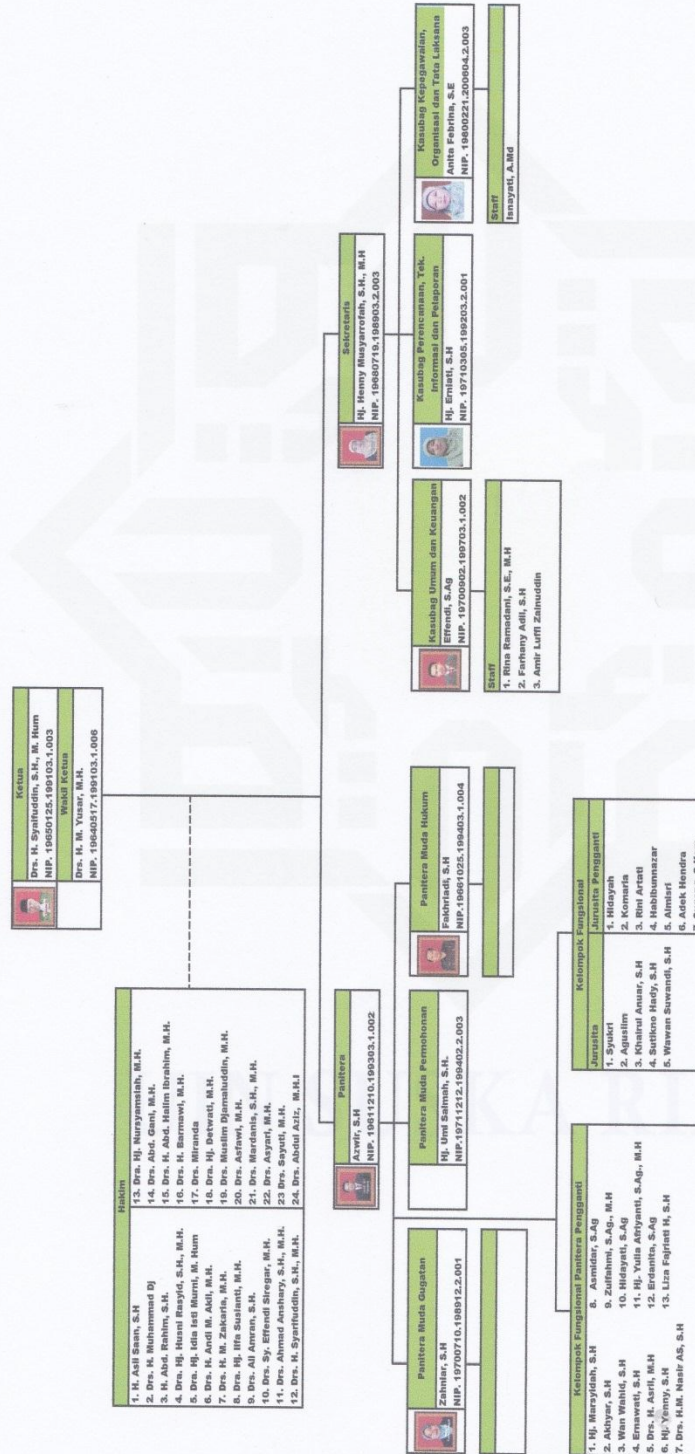 Ketua
Drs. H. Syaifuddin, S.H., M. Hum
NIP. 19650125.199103.1.003
Wakil Ketua
Drs. H. M. Yusar, M.H.
NIP. 19640517.199103.1.006
Hakim
1. H. Asli Saan, S.H
2. Drs. H. Muhammad Dj
3. H. Abd. Rahim, S.H
4. Dra. Hj. Husni Rasyid, S.H., M.H.
5. Dra. Hj. Idia Isti Murni, M. Hum
6. Drs. H. Andi M. Akil, M.H.
7. Drs. H. M. Zakaria, M.H.
8. Dra. Hj. Ilfa Susianti, M.H.
9. Drs. Ali Amran, S.H.
10. Drs. Sy. Effendi Siregar, M.H.
11. Drs. Ahmad Anshary, S.H., M.H.
12. Drs. H. Syarifuddin, S.H., M.H.
13. Dra. Hj. Nursyamsiah, M.H.
14. Drs. Abd. Gani, M.H.
15. Drs. H. Abd. Halim Ibrahim, M.H.
16. Drs. H. Barmawi, M.H.
17. Drs. Miranda
18. Dra. Hj. Detwati, M.H.
19. Drs. Muslim Djamaluddin, M.H.
20. Drs. Asfawi, M.H.
21. Drs. Mardanis, S.H., M.H.
22. Drs. Asyari, M.H.
23 Drs. Sayuti, M.H.
24. Drs. Abdul Aziz, M.H.I
Panitera
Azwir, S.H
NIP. 19611210.199303.1.002
Sekretaris
Hj. Henny Musyarrofah, S.H., M.H
NIP. 19680719.198903.2.003
Panitera Muda Gugatan
Zahniar, S.H
NIP. 19700710.198912.2.001
Panitera Muda Permohonan
Hj. Umi Salmah, S.H.
NIP.19711212.199402.2.003
Panitera Muda Hukum
Fakhriadi, S.H
NIP.19661025.199403.1.004
Kasubag Umum dan Keuangan
Effendi, S.Ag
NIP. 19700902.199703.1.002
Kasubag Perencanaan, Tek.
Informasi dan Pelaporan
Hj. Erniati, S.H
NIP. 19710305.199203.2.001
Kasubag Kepegawaian,
Organisasi dan Tata Laksana
Anita Febrina, S.E
NIP. 19800221.200604.2.003
Staff
1. Rina Ramadani, S.E., M.H
2. Farhany Adil, S.H
3. Amir Luffi Zainuddin
Staff
Isnayati, A.Md
Kelompok Fungsional Panitera Pengganti
1. Hj. Marsyidah, S.H
2. Akhyar, S.H
3. Wan Wahid, S.H
4. Ernawati, S.H
5. Drs. H. Asril, M.H
6. Hj. Yenny, S.H
7. Drs. H.M. Nasir AS, S.H
8. Asmidar, S.Ag
9. Zulfahmi, S.Ag., M.H
10. Hidayati, S.Ag
11. Hj. Yulia Afriyanti, S.Ag., M.H
12. Erdanita, S.Ag
13. Liza Fajriati H, S.H
Kelompok Fungsional
Jurusita
1. Syukri
2. Aguslim
3. Khairul Anuar, S.H
4. Sutikno Hady, S.H
5. Wawan Suwandi, S.H
Jurusita Pengganti
1. Hidayah
2. Komaria
3. Rini Artati
4. Habibunnazar
5. Almisri
6. Adek Hendra